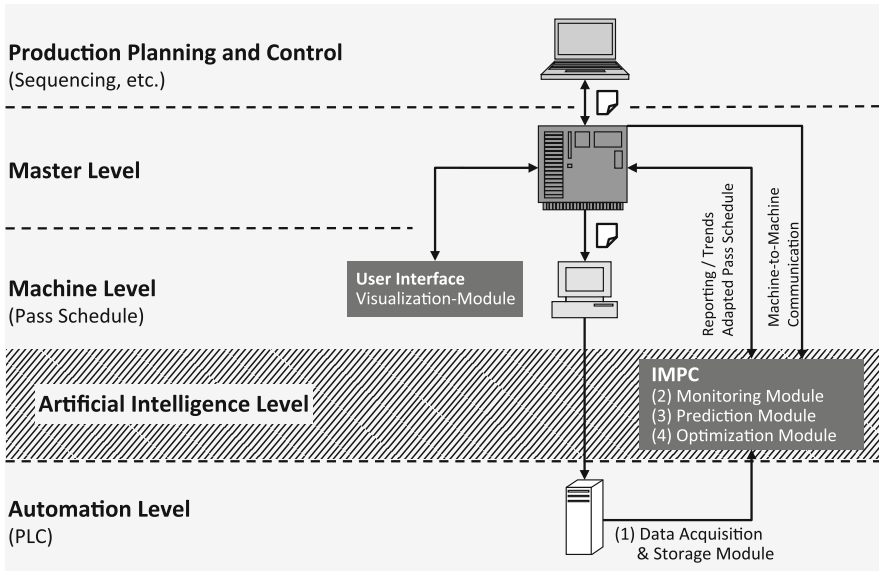 Production Planning and Control
(Sequencing, etc.)
Master Level
Reporting / Trends
Adapted Pass Schedule
Machine-to-Machine
Communication
User Interface
Visualization-Module
Machine Level
(Pass Schedule)
IMPC
(2) Monitoring Module
(3) Prediction Module
(4) Optimization Module
Artificial Intelligence Level
Automation Level
(PLC)
(1) Data Acquisition
& Storage Module